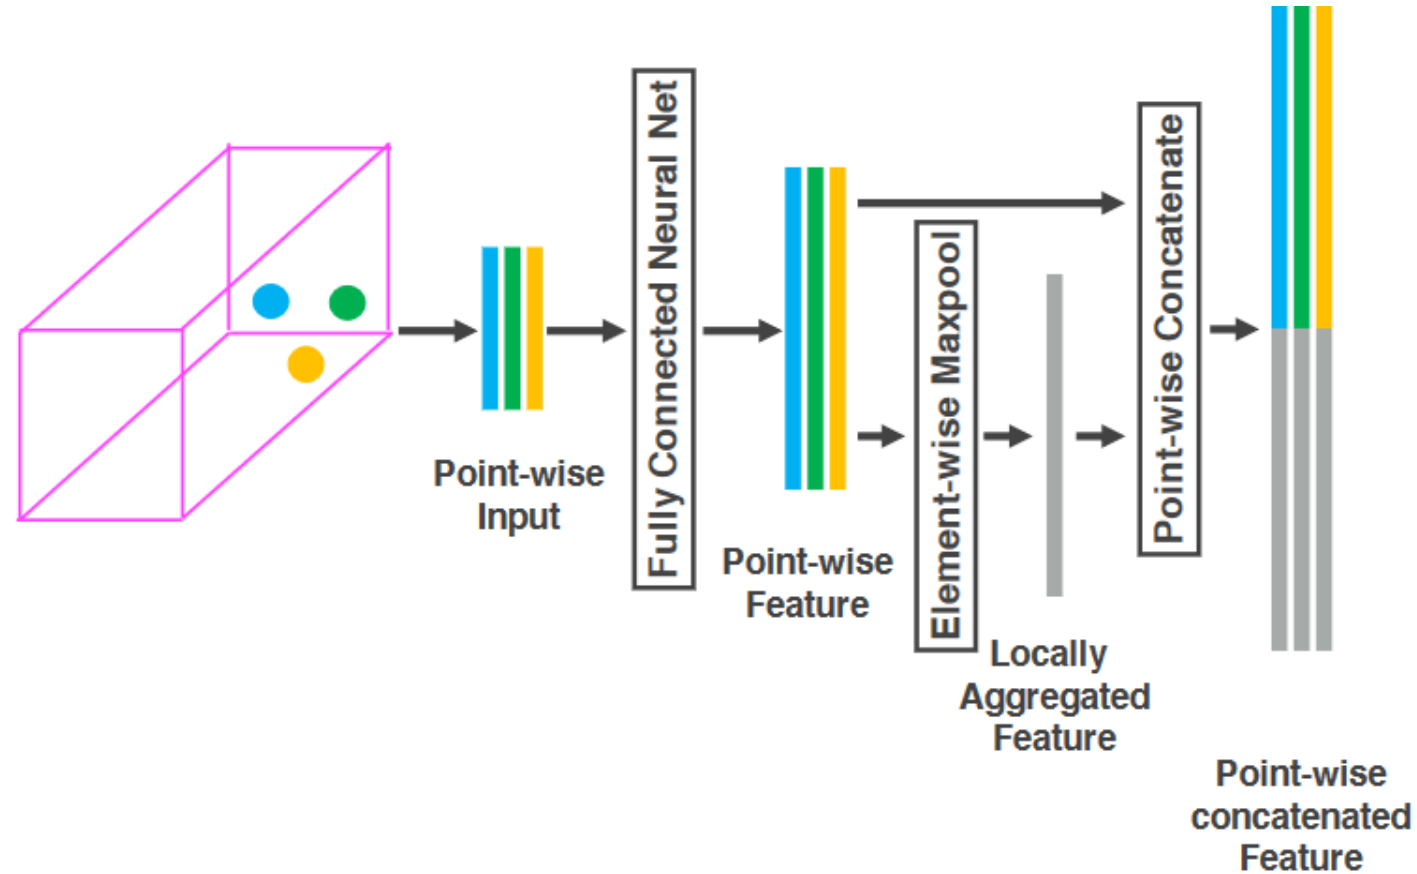 Point-wise
Input
Fully Connected Neural Net
Point-wise
Feature
Element-wise Maxpool
Locally
Aggregated
Feature
Point-wise Concatenate
Point-wise
concatenated
Feature